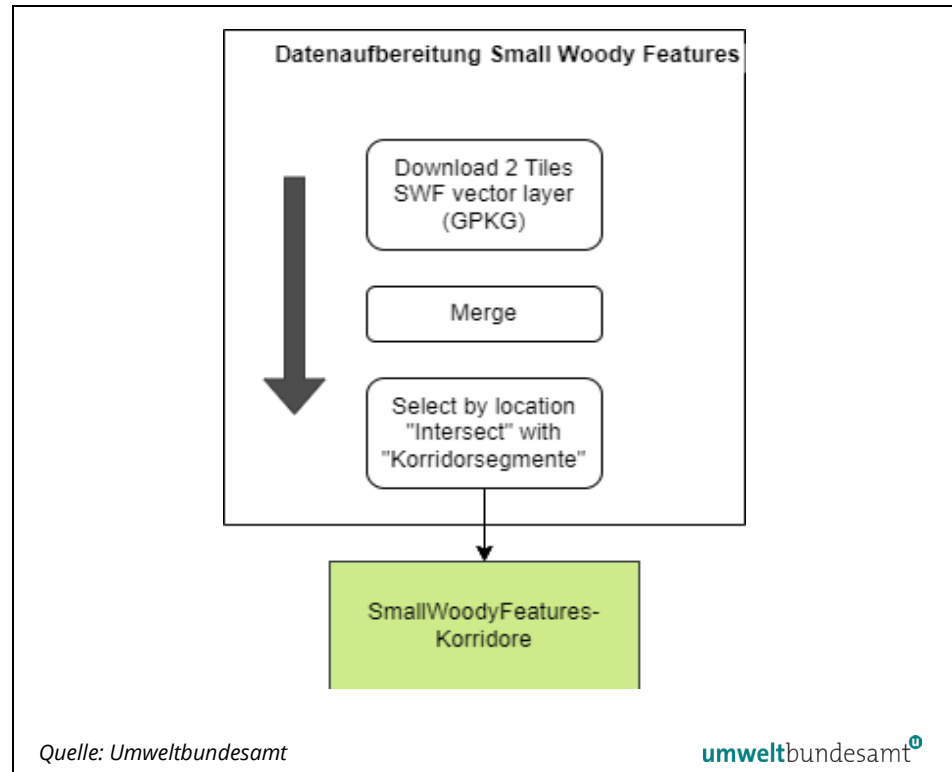 Datenaufbereitung Small Woody Features
Download 2 Tiles
SWF vector layer
(GPKG)
Merge
Select by location
"Intersect" with
"Korridorsegmente"
SmallWoodyFeatures-
Korridore
Quelle: Umweltbundesamt
umweltbundesamt
u